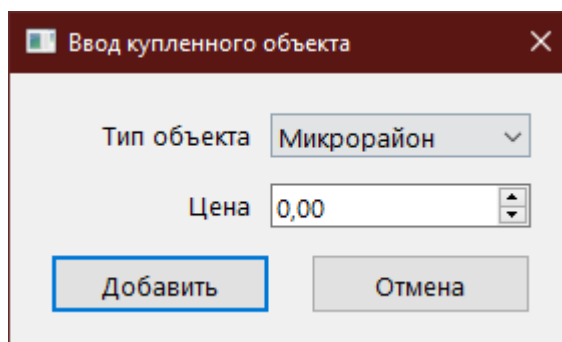 Ввод купленного объекта
Тип объекта Микрорайон
Цена 0,00
Добавить Отмена